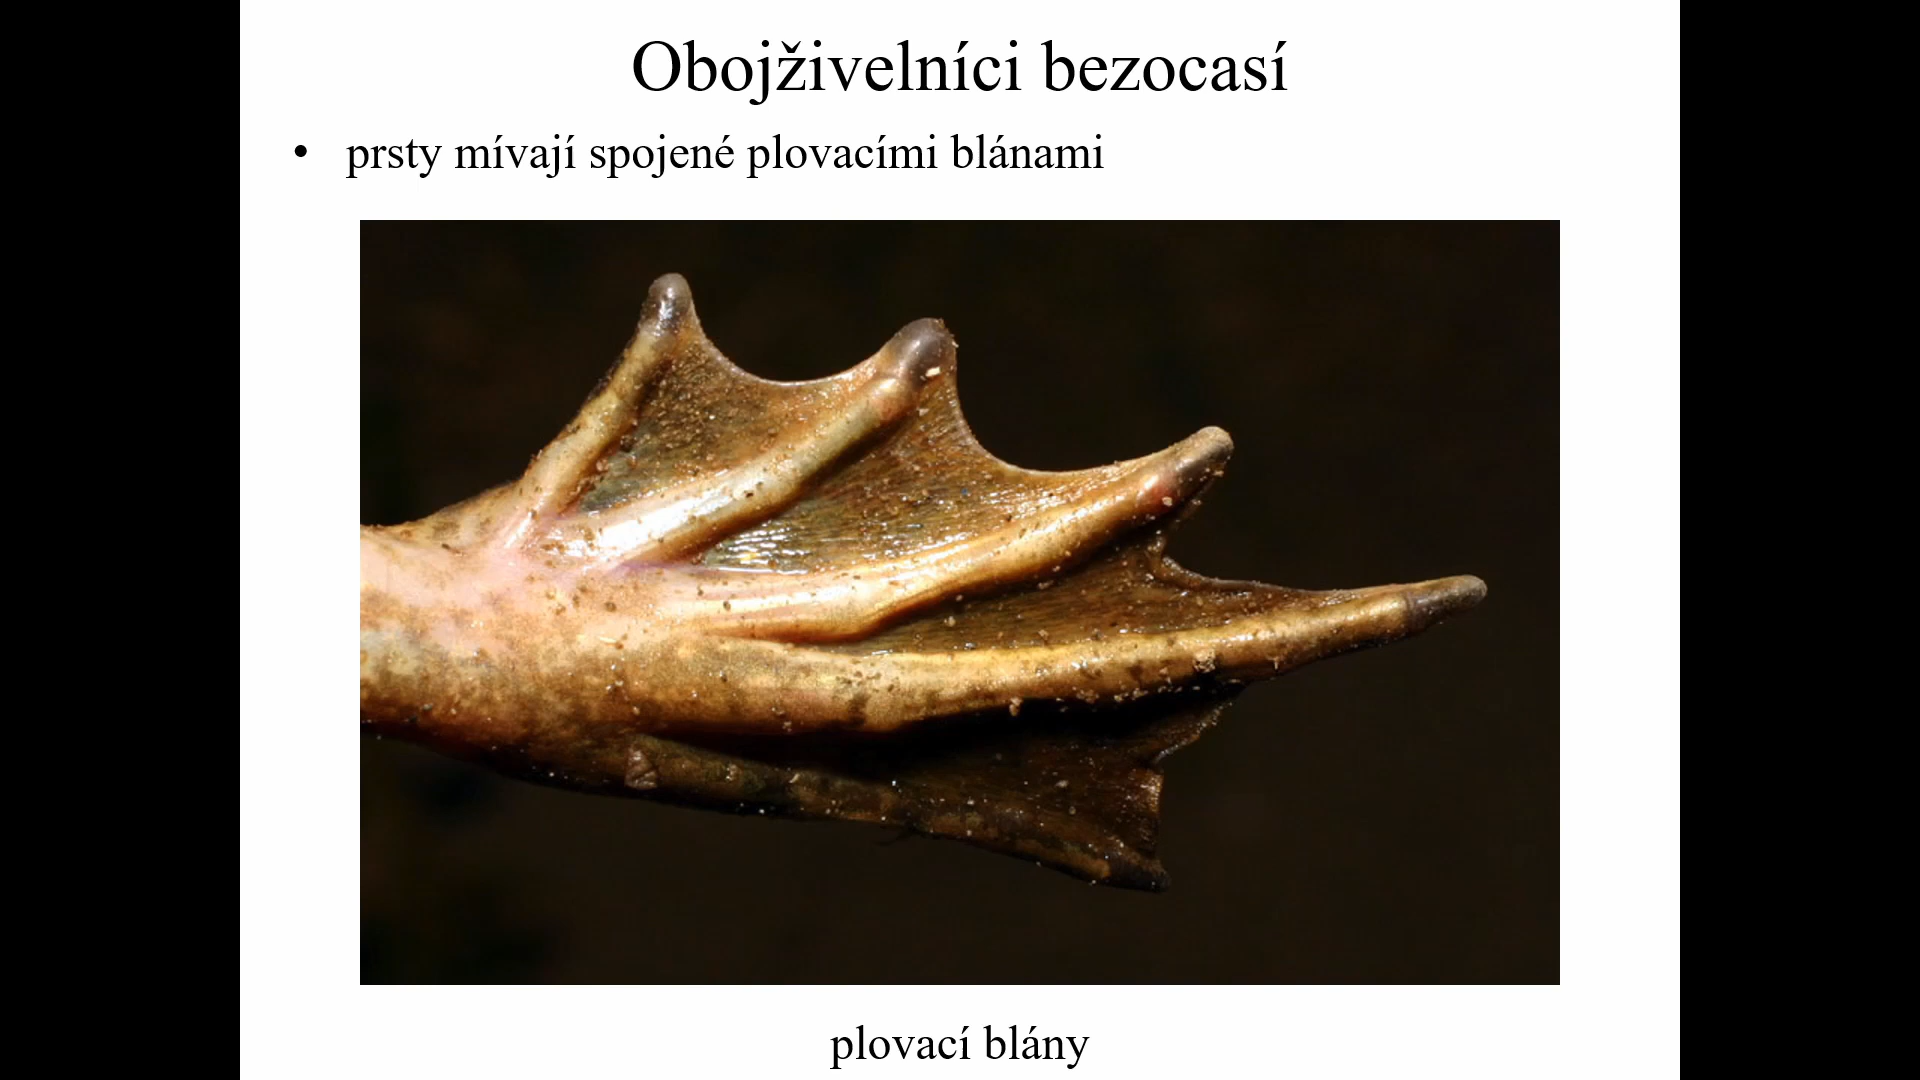 Obojživelníci bezocasí
• prsty mívají spojené plovacími blánami
plovací blány